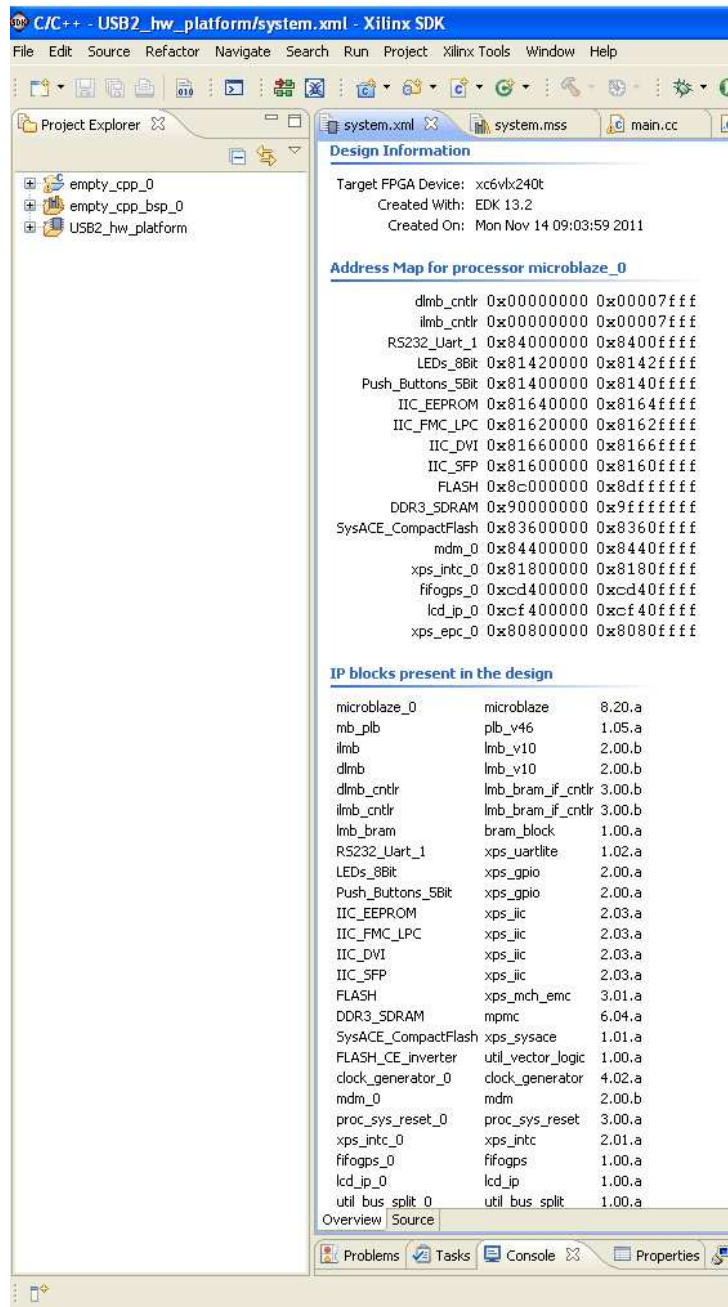 C/C++ - USB2_hw_platform/system.xml - Xilinx SDK
File Edit Source Refactor Navigate Search Run Project Xilinx Tools Window Help
Project Explorer
system.xml system.mss main.cc
empty_cpp_0
empty_cpp_bsp_0
USB2_hw_platform
Design Information
Target FPGA Device: xc6vlx240t
Created With: EDK 13.2
Created On: Mon Nov 14 09:03:59 2011
Address Map for processor microblaze_0
dlmb_cntlr 0x00000000 0x00007fff
ilmb_cntlr 0x00000000 0x00007fff
RS232_Uart_1 0x84000000 0x8400ffff
LEDs_8Bit 0x81420000 0x8142ffff
Push_Buttons_5Bit 0x81400000 0x8140ffff
IIC_EEPROM 0x81640000 0x8164ffff
IIC_FMC_LPC 0x81620000 0x8162ffff
IIC_DVI 0x81660000 0x8166ffff
IIC_SFP 0x81600000 0x8160ffff
FLASH 0x8c000000 0x8dffffff
DDR3_SDRAM 0x90000000 0x9fffffff
SysACE_CompactFlash 0x83600000 0x8360ffff
mdm_0 0x84400000 0x8440ffff
xps_intc_0 0x81800000 0x8180ffff
fifogps_0 0xcd400000 0xcd40ffff
lcd_ip_0 0xcf400000 0xcf40ffff
xps_epc_0 0x80800000 0x8080ffff
IP blocks present in the design
microblaze_0 microblaze 8.20.a
mb_plb plb_v46 1.05.a
ilmb lmb_v10 2.00.b
dlmb lmb_v10 2.00.b
dlmb_cntlr lmb_bram_if_cntlr 3.00.b
ilmb_cntlr lmb_bram_if_cntlr 3.00.b
lmb_bram bram_block 1.00.a
RS232_Uart_1 xps_uartlite 1.02.a
LEDs_8Bit xps_gpio 2.00.a
Push_Buttons_5Bit xps_gpio 2.00.a
IIC_EEPROM xps_iic 2.03.a
IIC_FMC_LPC xps_iic 2.03.a
IIC_DVI xps_iic 2.03.a
IIC_SFP xps_iic 2.03.a
FLASH xps_mch_emc 3.01.a
DDR3_SDRAM mpmc 6.04.a
SysACE_CompactFlash xps_sysace 1.01.a
FLASH_CE_inverter util_vector_logic 1.00.a
clock_generator_0 clock_generator 4.02.a
mdm_0 mdm 2.00.b
proc_sys_reset_0 proc_sys_reset 3.00.a
xps_intc_0 xps_intc 2.01.a
fifogps_0 fifogps 1.00.a
lcd_ip_0 lcd_ip 1.00.a
util_bus_split_0 util_bus_split 1.00.a
Overview Source
Problems Tasks Console Properties